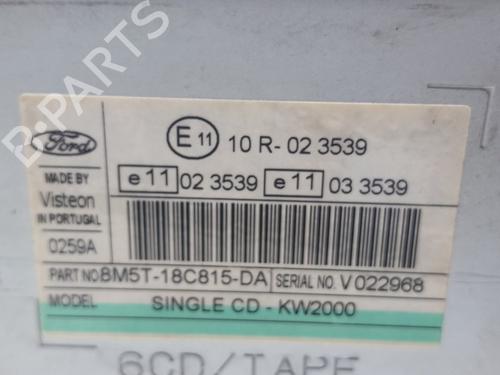 Ford
E 11 10 R-02 3539
e 11 02 3539 e 11 03 3539
MADE BY
Visteon
IN PORTUGAL
0259A
PART NO 8M5T-18C815-DA SERIAL NO. V 022968
MODEL SINGLE CD - KW2000
6CD/TAPE
B-PARTS